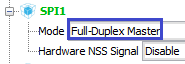 SPI1
Mode Full-Duplex Master
Hardware NSS Signal Disable